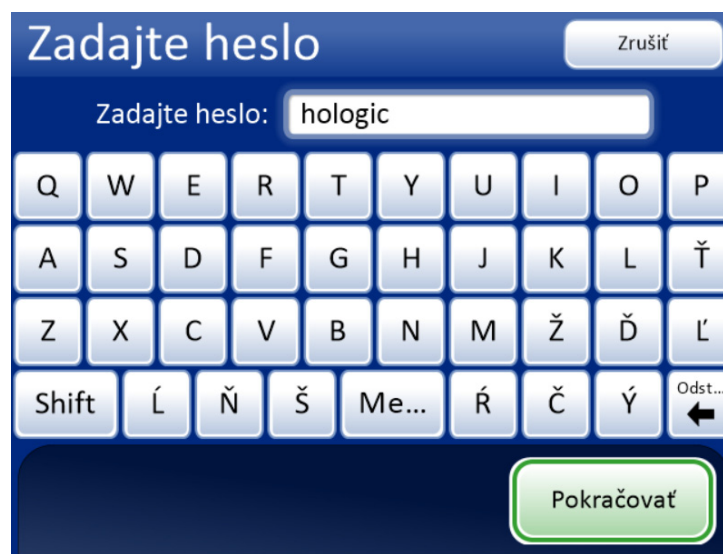 Zadajte heslo
Zrušiť
Zadajte heslo: hologic
Q W E R T Y U I O P
A S D F G H J K L Ť
Z X C V B N M Ž Ď Ľ
Shift Ĺ Ň Š Me... Ŕ Č Ý Odst...
Pokračovať